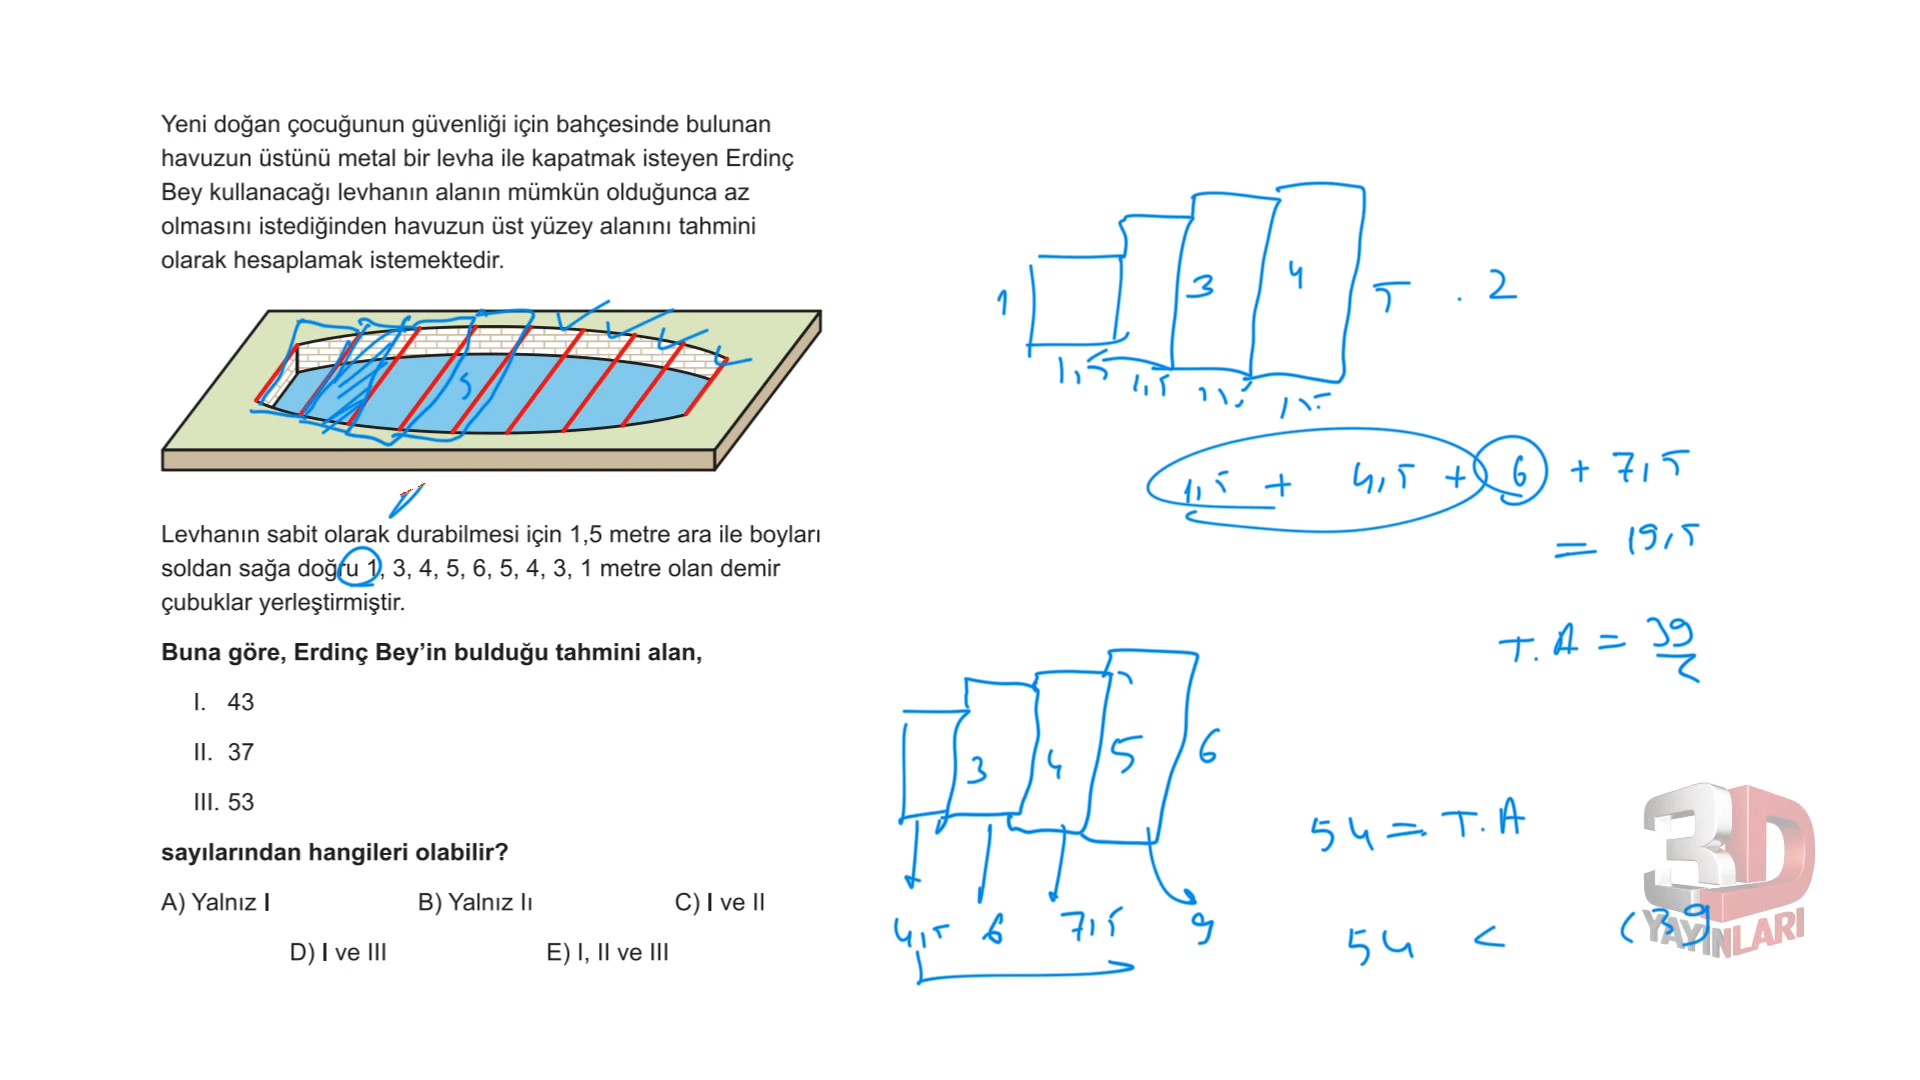 Yeni doğan çocuğunun güvenliği için bahçesinde bulunan
havuzun üstünü metal bir levha ile kapatmak isteyen Erdinç
Bey kullanacağı levhanın alanın mümkün olduğunca az
olmasını istediğinden havuzun üst yüzey alanını tahmini
olarak hesaplamak istemektedir.
5
Levhanın sabit olarak durabilmesi için 1,5 metre ara ile boyları
soldan sağa doğru 1, 3, 4, 5, 6, 5, 4, 3, 1 metre olan demir
çubuklar yerleştirmiştir.
Buna göre, Erdinç Bey'in bulduğu tahmini alan,
I. 43
II. 37
III. 53
sayılarından hangileri olabilir?
A) Yalnız I B) Yalnız Iı C) I ve II
D) I ve III E) I, II ve III
1 3 4 5 . 2
1,5 1,5 1,5 1,5
1,5 + 4,5 + 6 + 7,5
= 19,5
T.A = 39
3 4 5 6
4,5 6 7,5 9
54 = T.A
54 < (39
3D
YAYINLARI